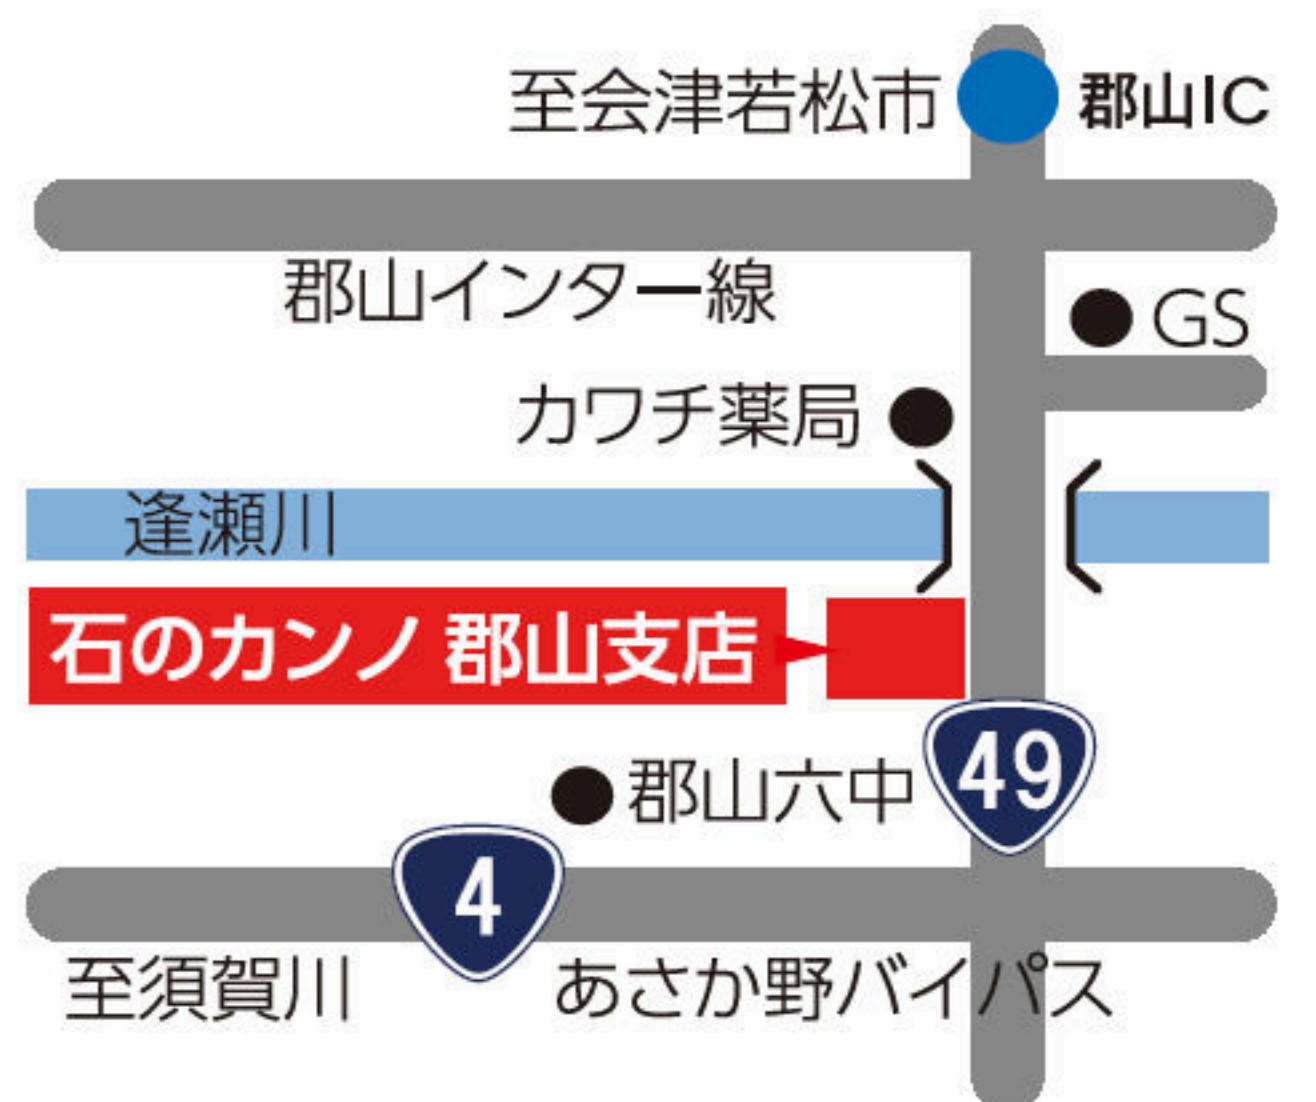 至会津若松市
郡山IC
郡山インター線
GS
カワチ薬局
逢瀬川
石のカンノ 郡山支店
49
郡山六中
4
至須賀川
あさか野バイパス